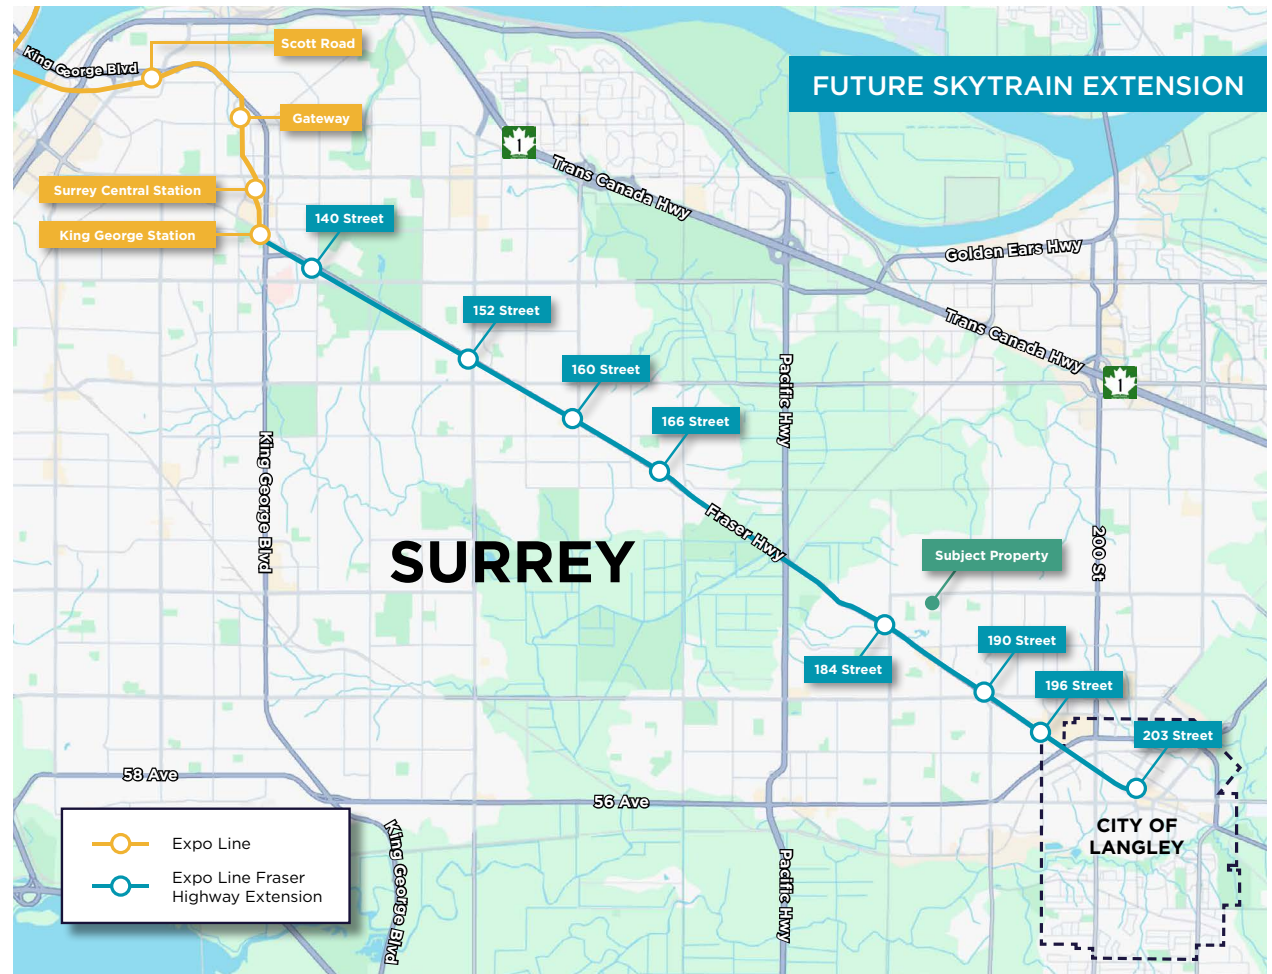 Scott Road
King George Blvd
FUTURE SKYTRAIN EXTENSION
Gateway
1
Trans Canada Hwy
Surrey Central Station
140 Street
King George Station
Golden Ears Hwy
152 Street
Trans Canada Hwy
160 Street
1
Pacific Hwy
166 Street
King George Blvd
Fraser Hwy
200 St
SURREY
Subject Property
190 Street
184 Street
196 Street
203 Street
58 Ave
56 Ave
CITY OF
LANGLEY
King George Blvd
Pacific Hwy
Expo Line
Expo Line Fraser
Highway Extension